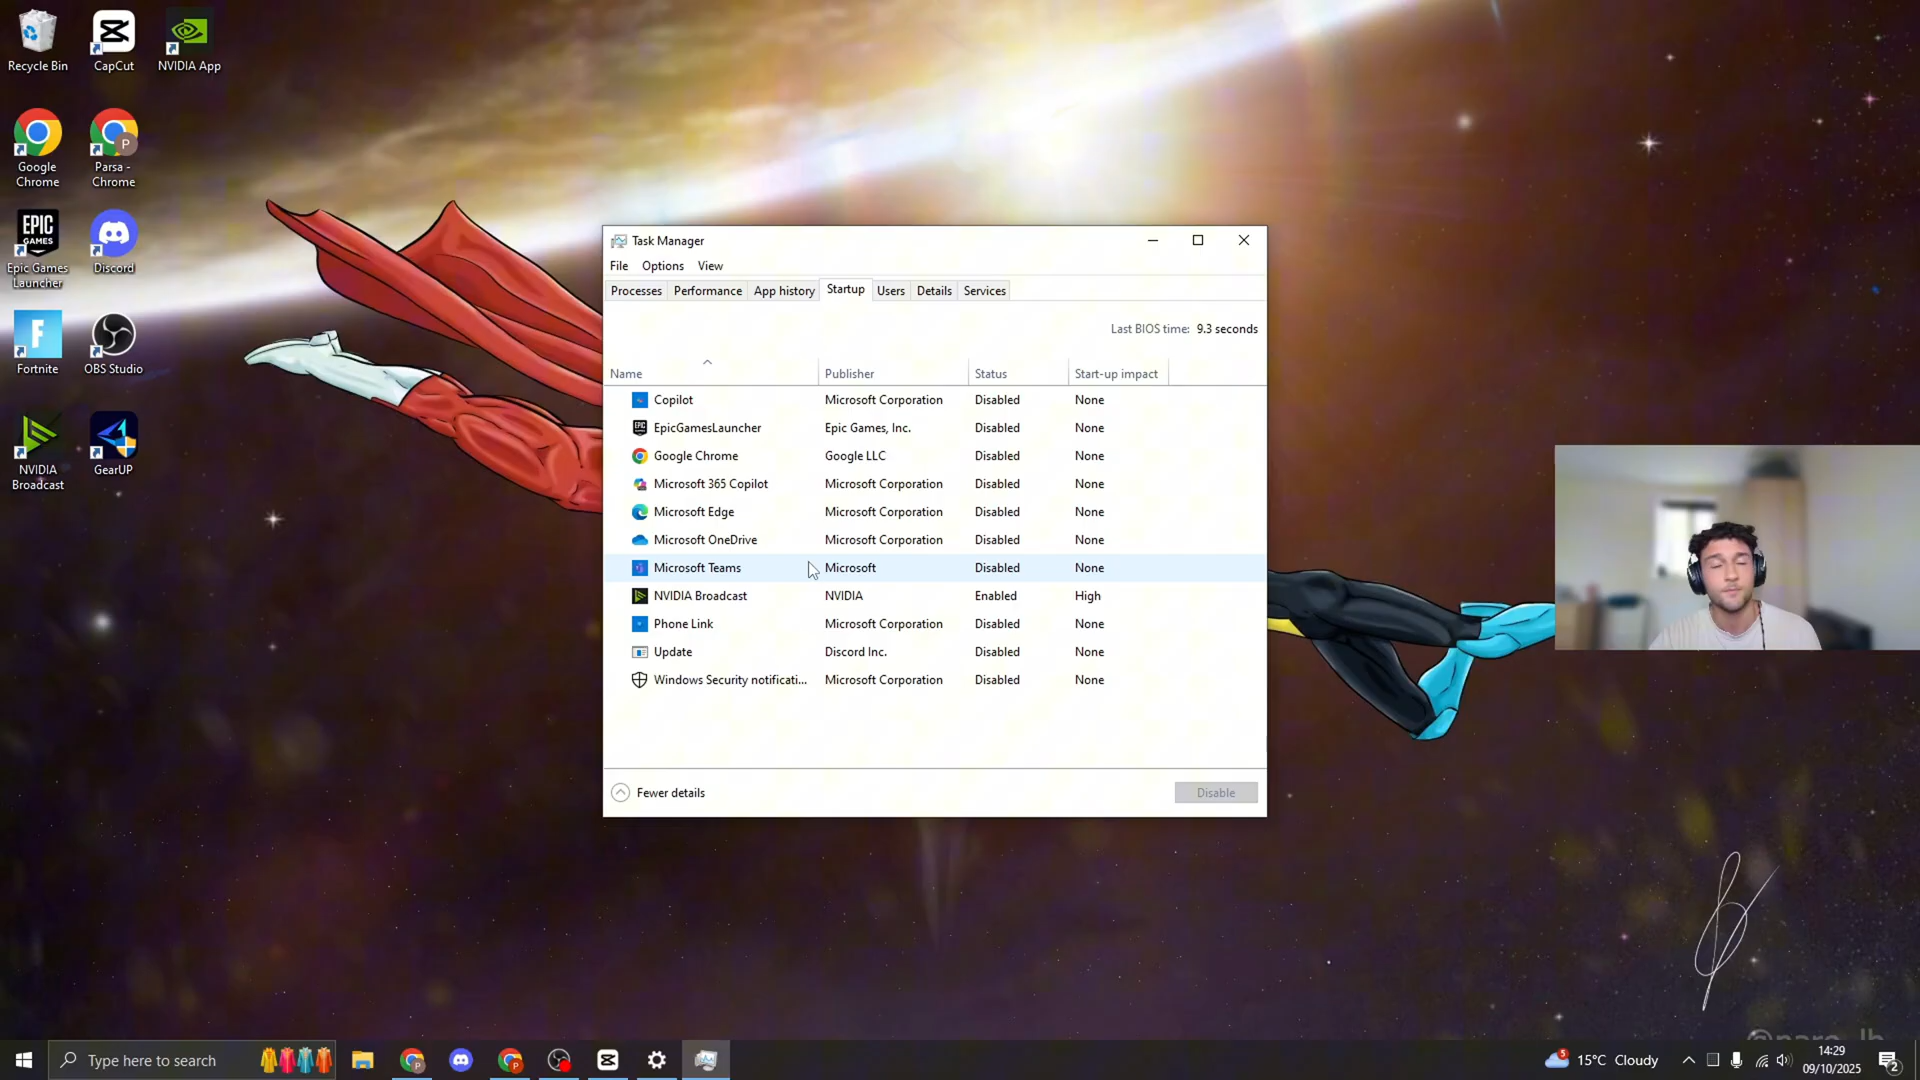 Recycle Bin
CapCut
NVIDIA App
Google
Chrome
P
Parsa -
Chrome
EPIC
GAMES
Epic Games
Launcher
Discord
F
Fortnite
OBS Studio
NVIDIA
Broadcast
GearUP
Task Manager
File Options View
Processes Performance App history Startup Users Details Services
Last BIOS time: 9.3 seconds
Name Publisher Status Start-up impact
Copilot Microsoft Corporation Disabled None
EpicGamesLauncher Epic Games, Inc. Disabled None
Google Chrome Google LLC Disabled None
Microsoft 365 Copilot Microsoft Corporation Disabled None
Microsoft Edge Microsoft Corporation Disabled None
Microsoft OneDrive Microsoft Corporation Disabled None
Microsoft Teams Microsoft Disabled None
NVIDIA Broadcast NVIDIA Enabled High
Phone Link Microsoft Corporation Disabled None
Update Discord Inc. Disabled None
Windows Security notificati... Microsoft Corporation Disabled None
Fewer details Disable
Type here to search
5
15°C Cloudy
14:29
09/10/2025
2